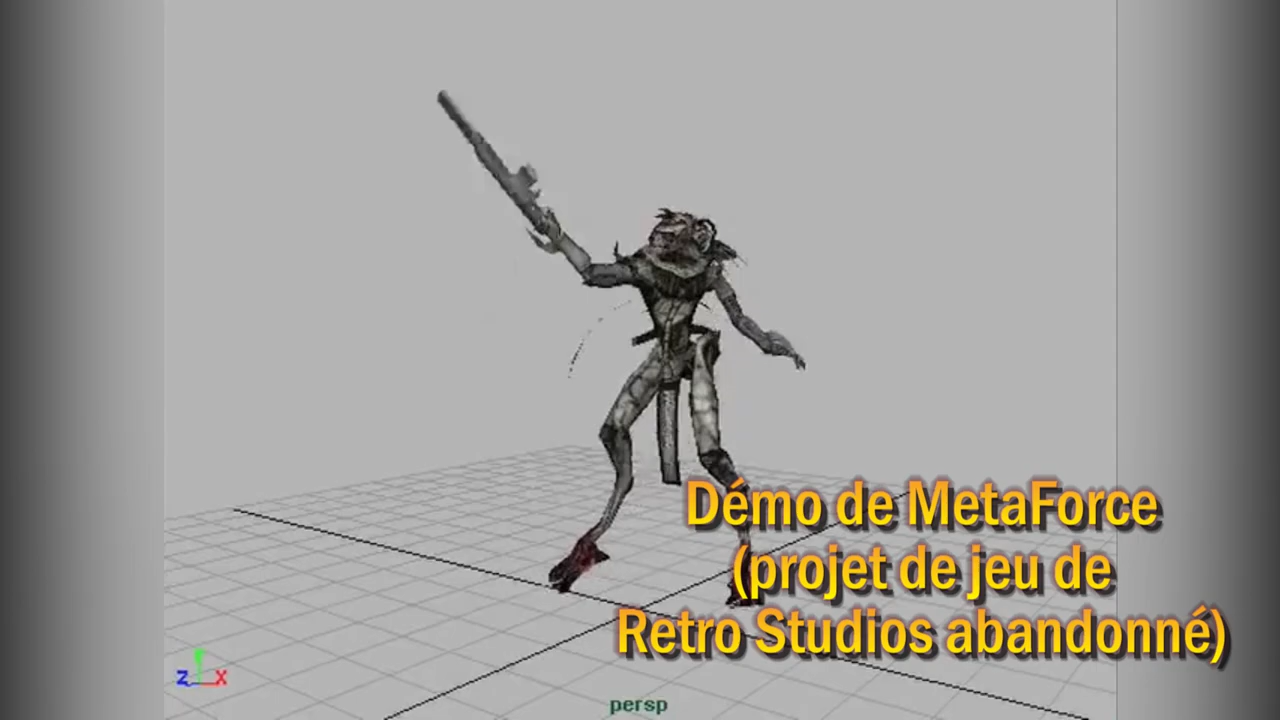 Démo de MetaForce
(projet de jeu de
Retro Studios abandonné)
Z X
persp